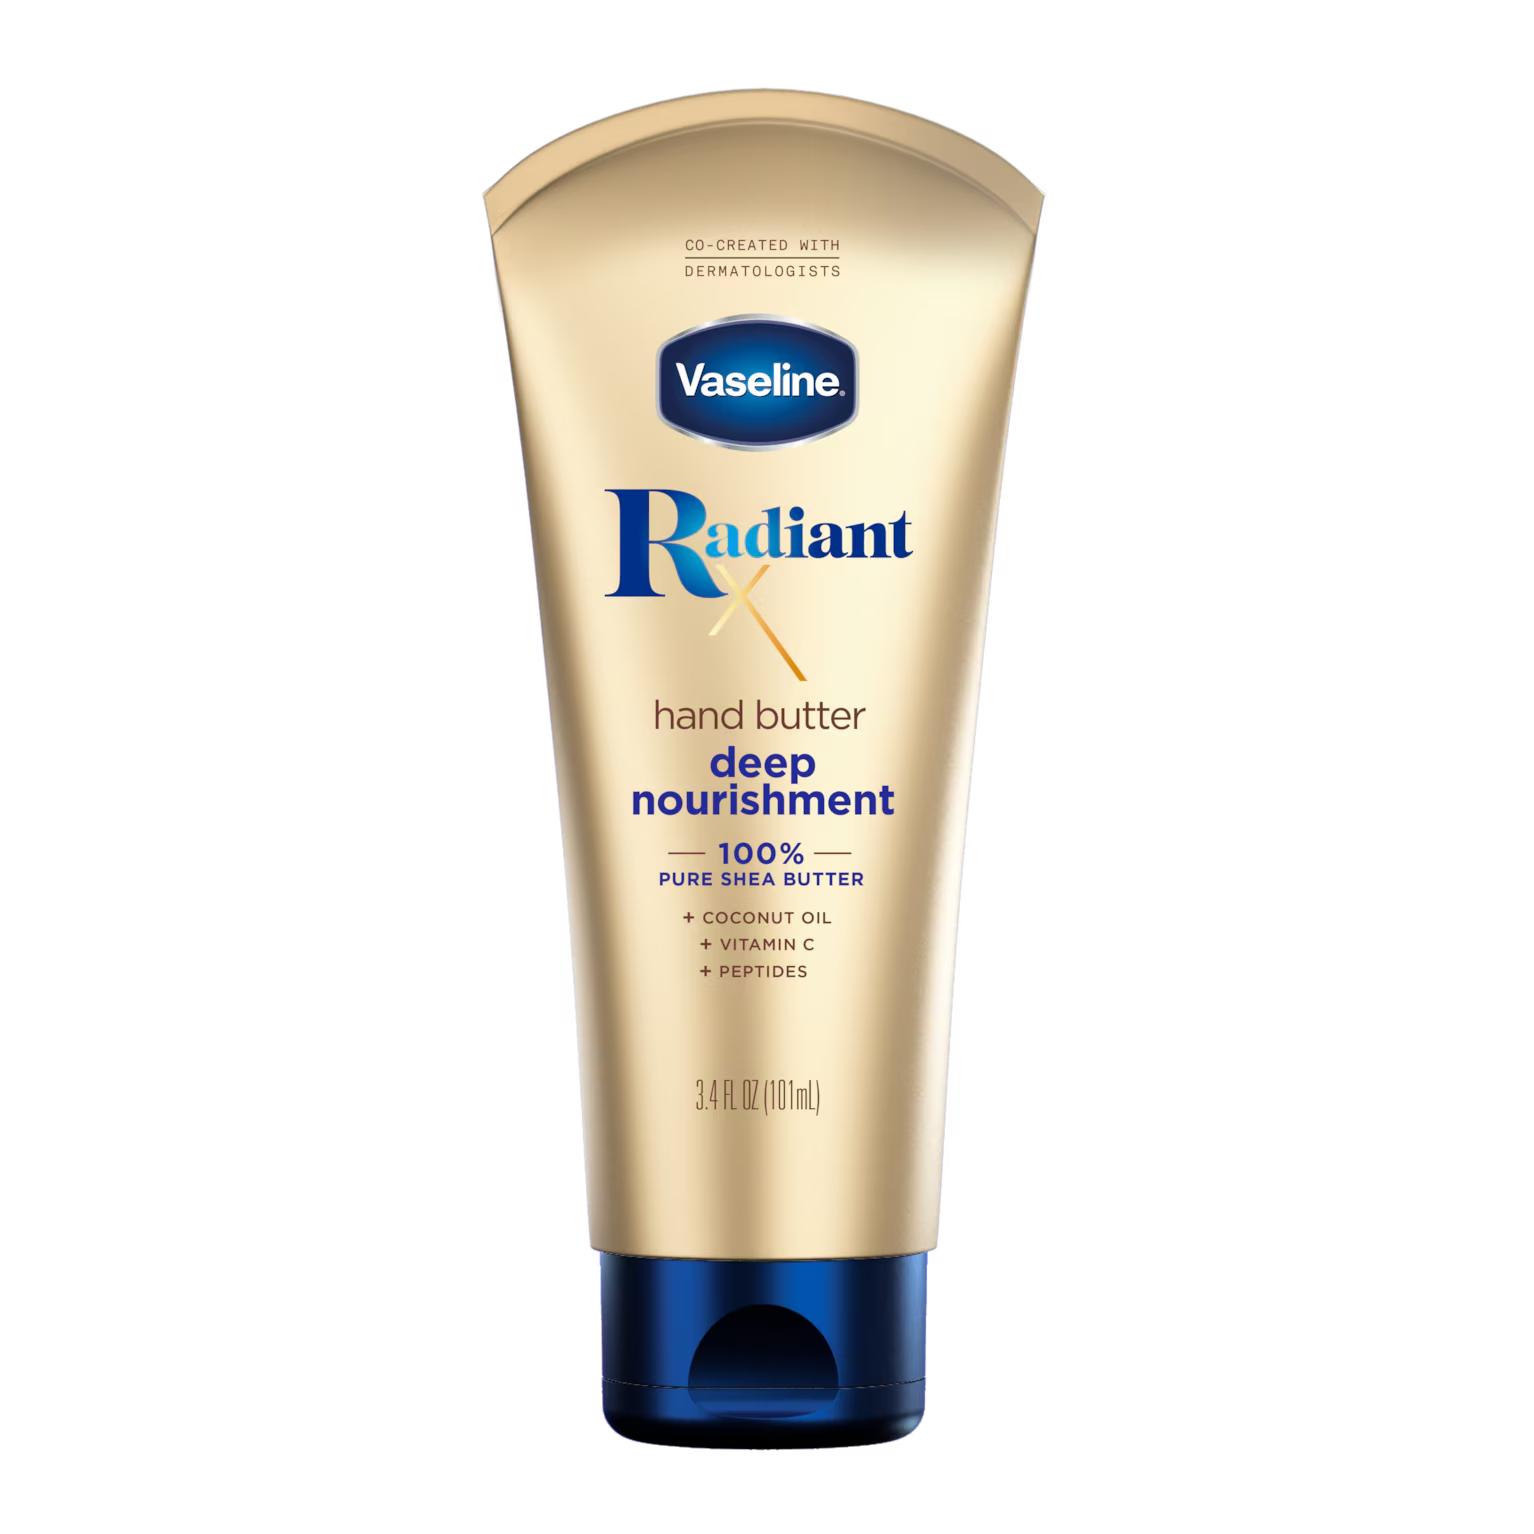 CO-CREATED WITH
DERMATOLOGISTS
Vaseline®
Radiant
X
hand butter
deep
nourishment
100%
PURE SHEA BUTTER
+ COCONUT OIL
+ VITAMIN C
+ PEPTIDES
3.4 FL OZ (101mL)